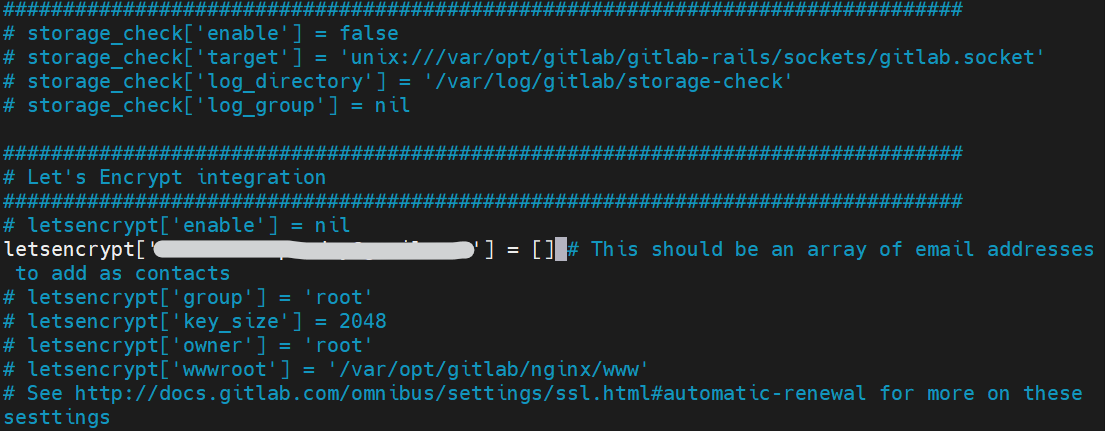 ################################################################################
# storage_check['enable'] = false
# storage_check['target'] = 'unix:///var/opt/gitlab/gitlab-rails/sockets/gitlab.socket'
# storage_check['log_directory'] = '/var/log/gitlab/storage-check'
# storage_check['log_group'] = nil
################################################################################
# Let's Encrypt integration
################################################################################
# letsencrypt['enable'] = nil
letsencrypt[' '] = [] # This should be an array of email addresses
to add as contacts
# letsencrypt['group'] = 'root'
# letsencrypt['key_size'] = 2048
# letsencrypt['owner'] = 'root'
# letsencrypt['wwwroot'] = '/var/opt/gitlab/nginx/www'
# See http://docs.gitlab.com/omnibus/settings/ssl.html#automatic-renewal for more on these
sesttings